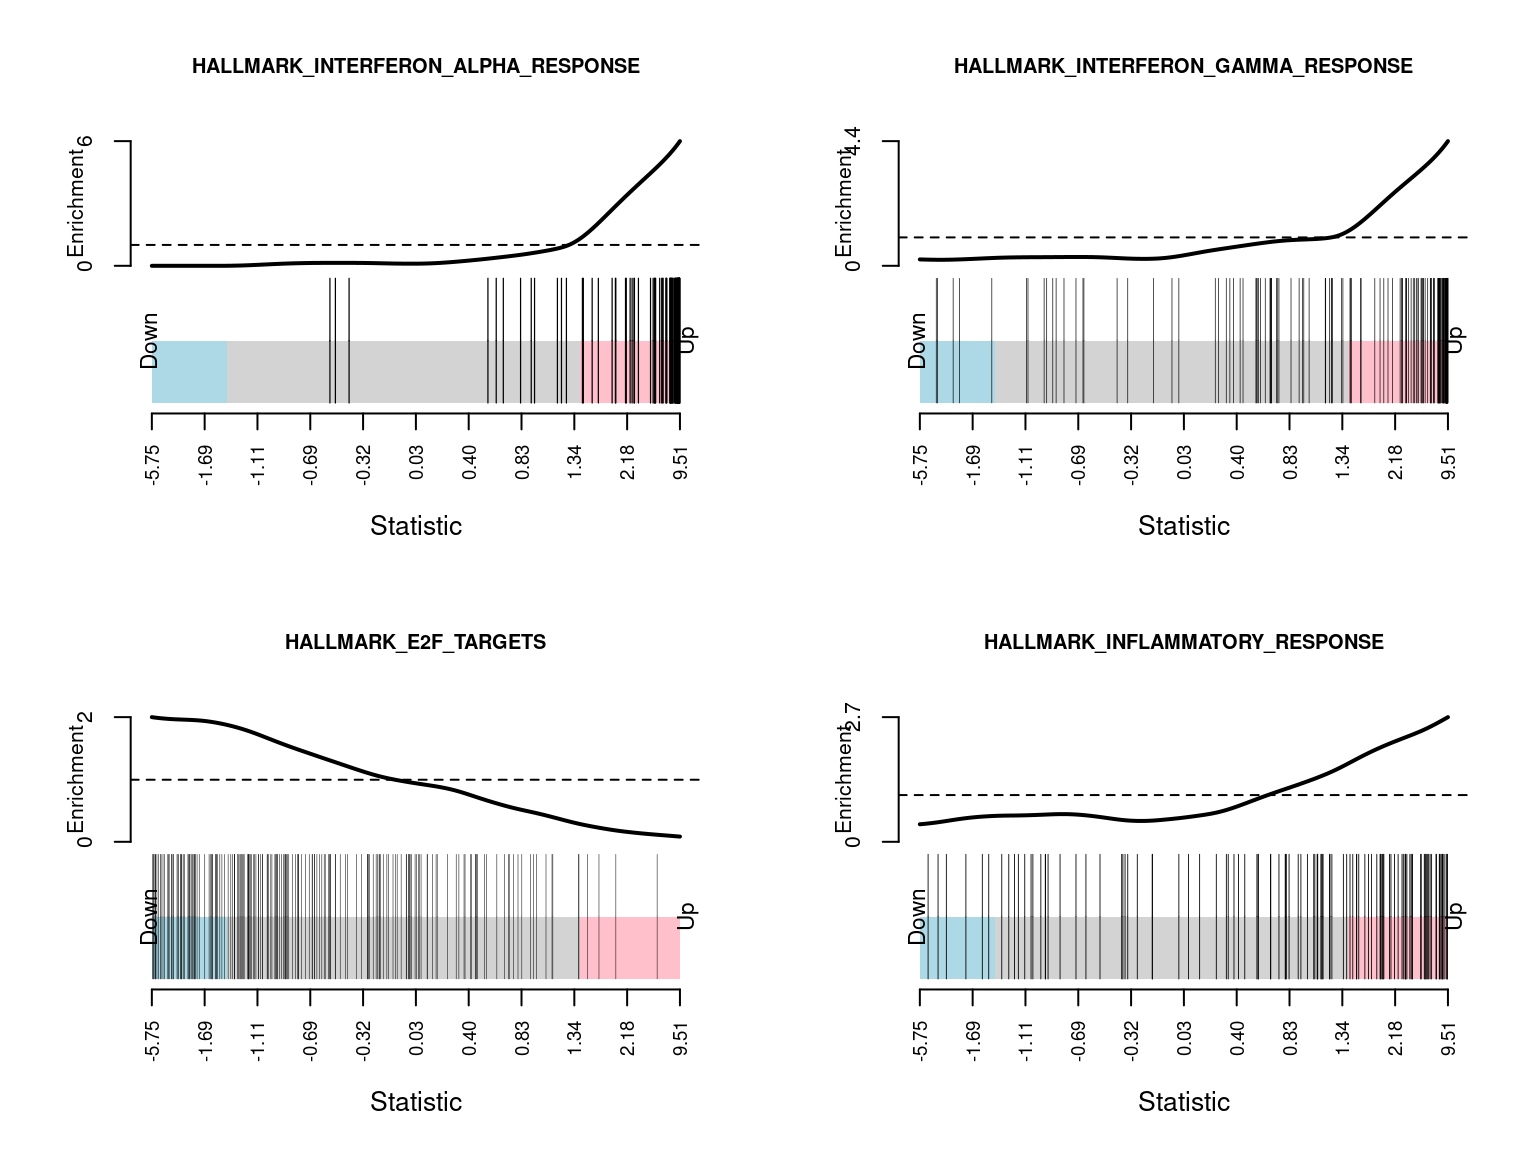 HALLMARK_INTERFERON_ALPHA_RESPONSE
6
Enrichment
0
Down
Up
-5.75 -1.69 -1.11 -0.69 -0.32 0.03 0.40 0.83 1.34 2.18 9.51
Statistic
HALLMARK_INTERFERON_GAMMA_RESPONSE
4.4
Enrichment
0
Down
Up
-5.75 -1.69 -1.11 -0.69 -0.32 0.03 0.40 0.83 1.34 2.18 9.51
Statistic
HALLMARK_E2F_TARGETS
2
Enrichment
0
Down
Up
-5.75 -1.69 -1.11 -0.69 -0.32 0.03 0.40 0.83 1.34 2.18 9.51
Statistic
HALLMARK_INFLAMMATORY_RESPONSE
2.7
Enrichment
0
Down
Up
-5.75 -1.69 -1.11 -0.69 -0.32 0.03 0.40 0.83 1.34 2.18 9.51
Statistic